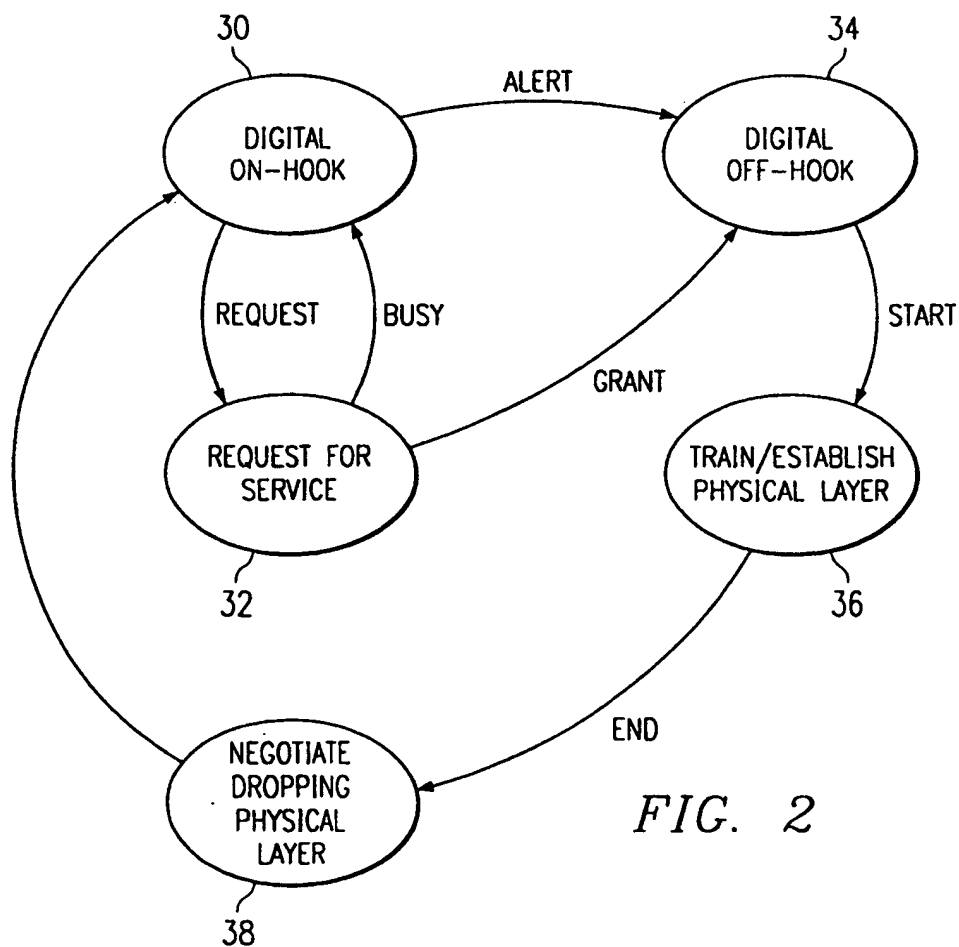 30
34
DIGITAL
ON-HOOK
ALERT
DIGITAL
OFF-HOOK
REQUEST
BUSY
START
GRANT
REQUEST FOR
SERVICE
TRAIN/ESTABLISH
PHYSICAL LAYER
32
36
END
NEGOTIATE
DROPPING
PHYSICAL
LAYER
38
FIG. 2